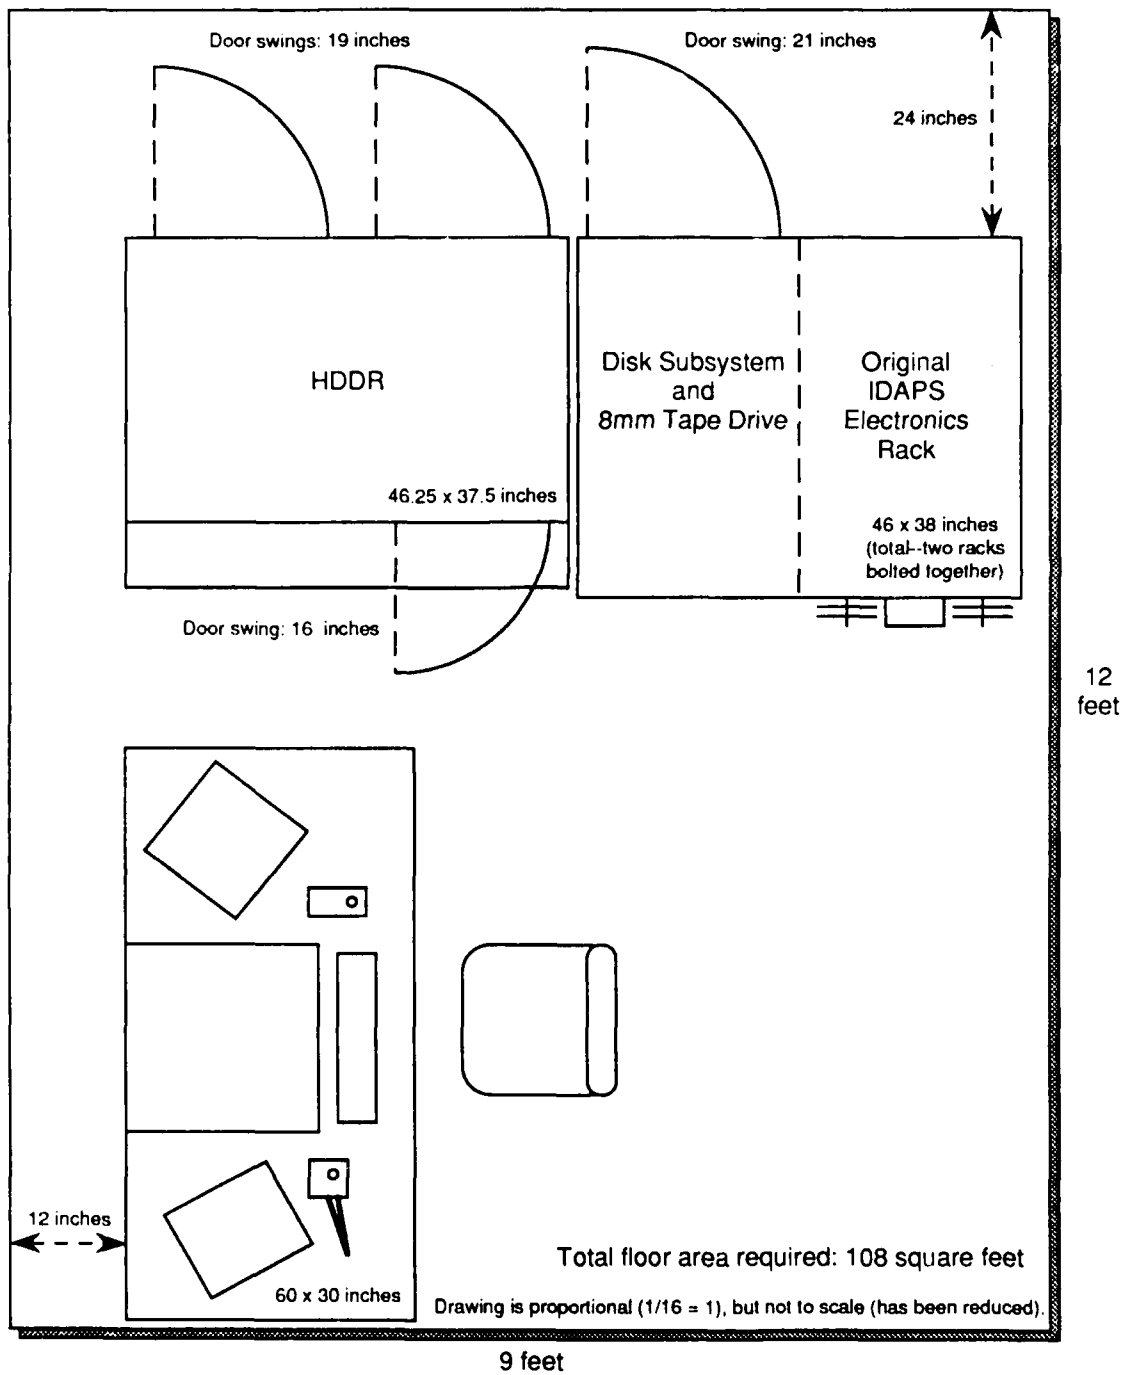 Door swings: 19 inches
Door swing: 21 inches
24 inches
HDDR
46.25 x 37.5 inches
Disk Subsystem
and
8mm Tape Drive
Original
IDAPS
Electronics
Rack
46 x 38 inches
(total--two racks
bolted together)
Door swing: 16 inches
12
feet
12 inches
60 x 30 inches
Total floor area required: 108 square feet
Drawing is proportional (1/16 = 1), but not to scale (has been reduced).
9 feet